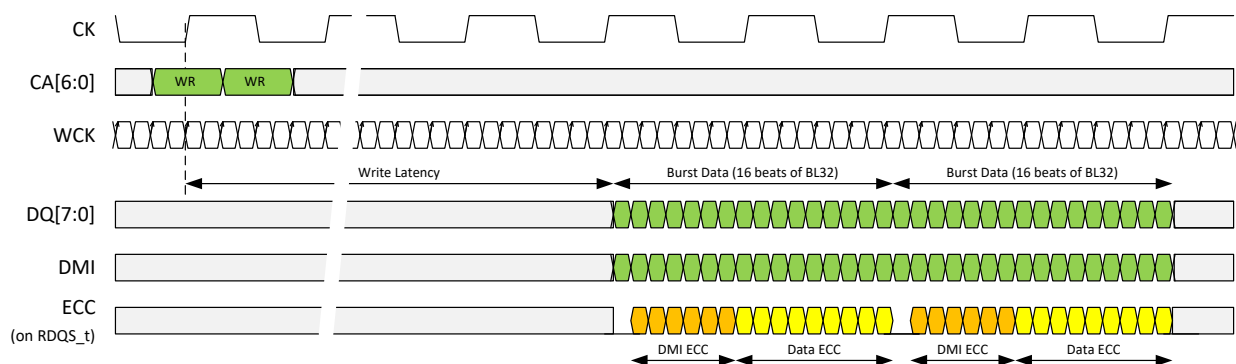 CK
CA[6:0]
WR WR
WCK
Write Latency Burst Data (16 beats of BL32) Burst Data (16 beats of BL32)
DQ[7:0]
DMI
ECC
(on RDQS_t)
DMI ECC Data ECC DMI ECC Data ECC